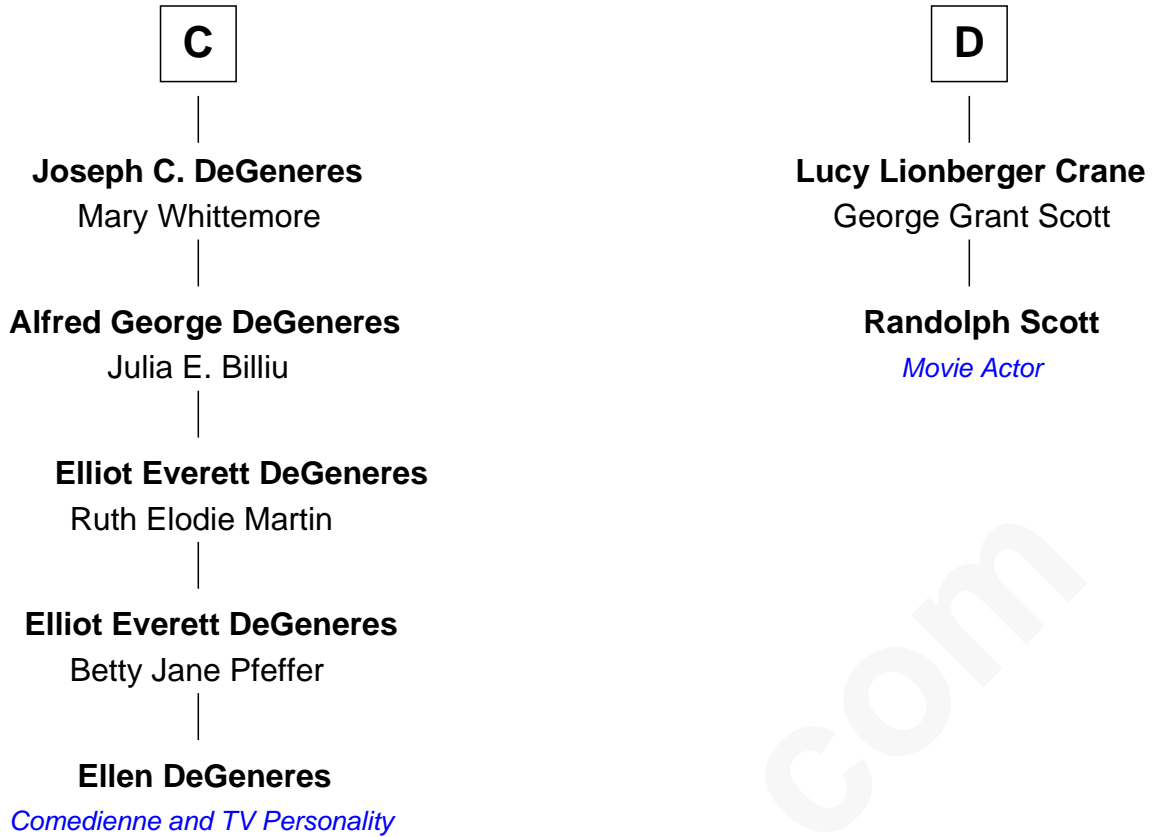 C
Joseph C. DeGeneres
Mary Whittemore
Alfred George DeGeneres
Julia E. Billiu
Elliot Everett DeGeneres
Ruth Elodie Martin
Elliot Everett DeGeneres
Betty Jane Pfeffer
Ellen DeGeneres
Comedienne and TV Personality
D
Lucy Lionberger Crane
George Grant Scott
Randolph Scott
Movie Actor
com